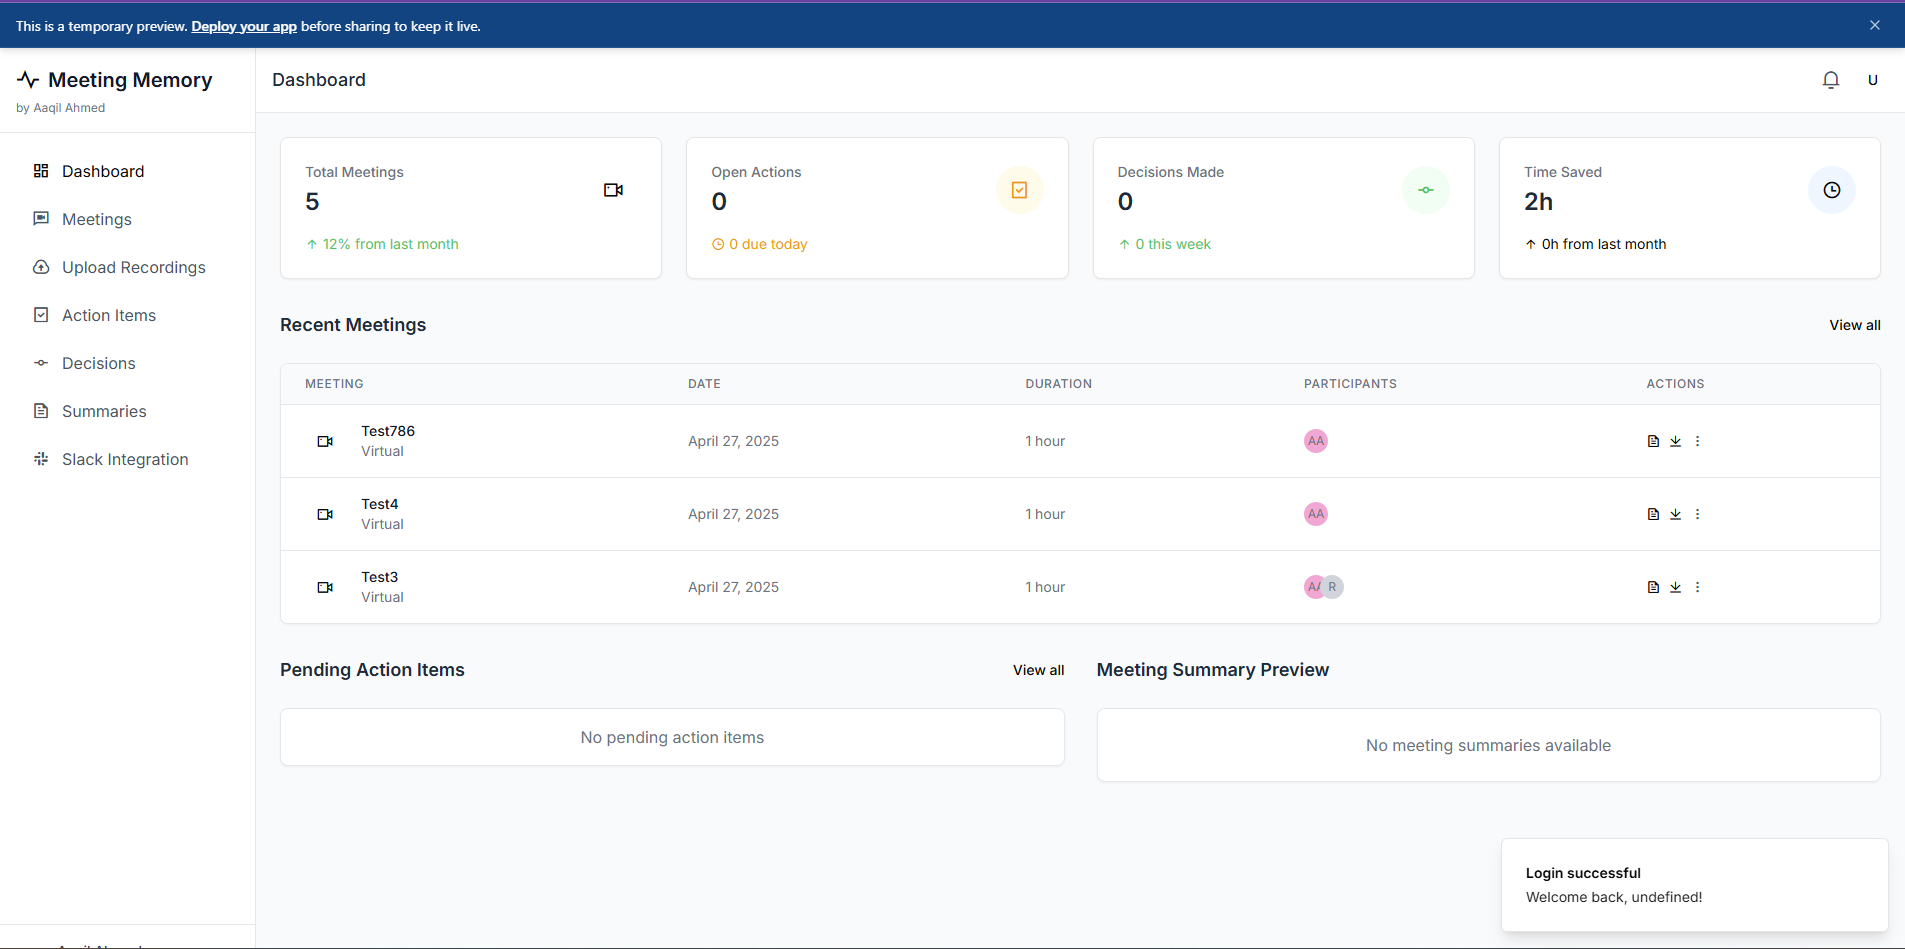 This is a temporary preview. Deploy your app before sharing to keep it live.
Meeting Memory
by Aaqil Ahmed
Dashboard
Meetings
Upload Recordings
Action Items
Decisions
Summaries
Slack Integration
Dashboard
U
Total Meetings
5
12% from last month
Open Actions
0
0 due today
Decisions Made
0
0 this week
Time Saved
2h
0h from last month
Recent Meetings
View all
MEETING DATE DURATION PARTICIPANTS ACTIONS
Test786
Virtual
April 27, 2025
1 hour
AA
Test4
Virtual
April 27, 2025
1 hour
AA
Test3
Virtual
April 27, 2025
1 hour
AA R
Pending Action Items
View all
No pending action items
Meeting Summary Preview
No meeting summaries available
Login successful
Welcome back, undefined!